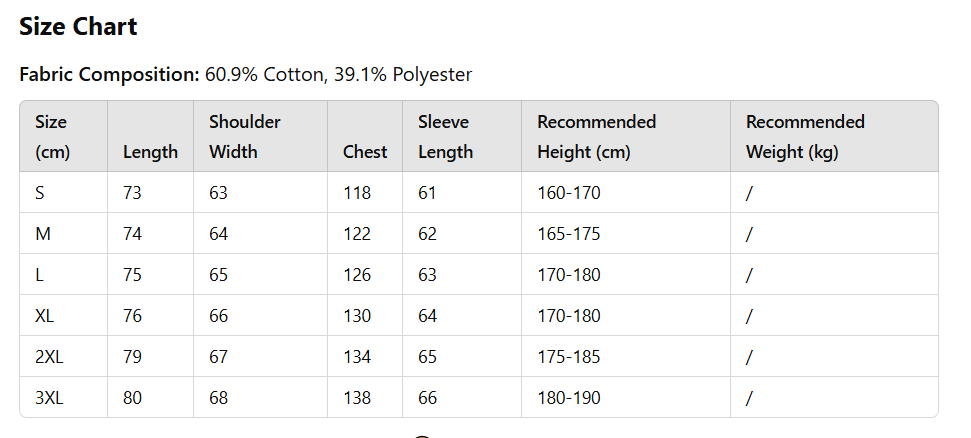 Size Chart
Fabric Composition: 60.9% Cotton, 39.1% Polyester
Size (cm) Length Shoulder Width Chest Sleeve Length Recommended Height (cm) Recommended Weight (kg)
S 73 63 118 61 160-170 /
M 74 64 122 62 165-175 /
L 75 65 126 63 170-180 /
XL 76 66 130 64 170-180 /
2XL 79 67 134 65 175-185 /
3XL 80 68 138 66 180-190 /